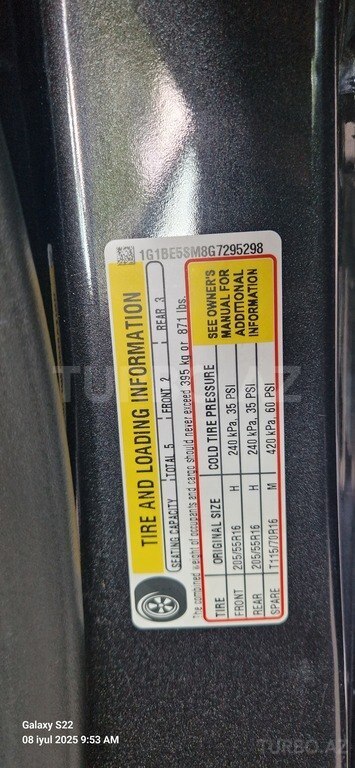 1G1BE5SM8G7295298
TIRE AND LOADING INFORMATION
SEATING CAPACITY TOTAL 5 FRONT 2 REAR 3
The combined weight of occupants and cargo should never exceed 395 kg or 871 lbs.
TIRE ORIGINAL SIZE COLD TIRE PRESSURE
FRONT 205/55R16 H 240 kPa, 35 PSI
REAR 205/55R16 H 240 kPa, 35 PSI
SPARE T115/70R16 M 420 kPa, 60 PSI
SEE OWNER'S
MANUAL FOR
ADDITIONAL
INFORMATION
TURBO.AZ
Galaxy S22
08 iyul 2025 9:53 AM
TURBO.AZ